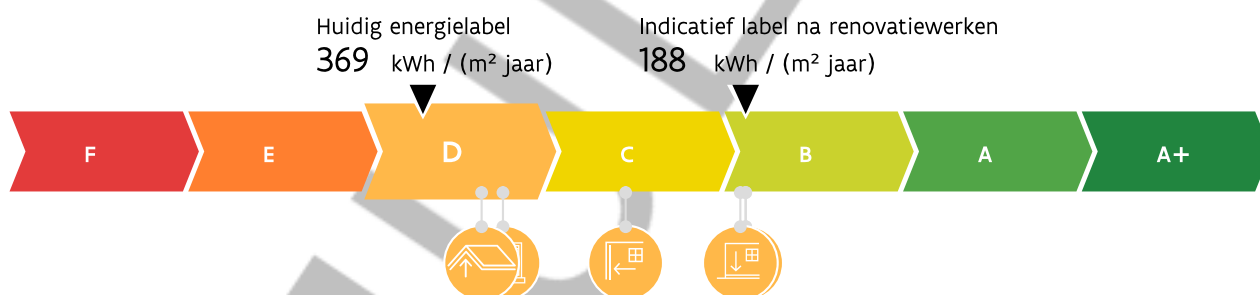 Huidig energielabel
369 kWh / (m² jaar)
Indicatief label na renovatiewerken
188 kWh / (m² jaar)
F E D C B A A+